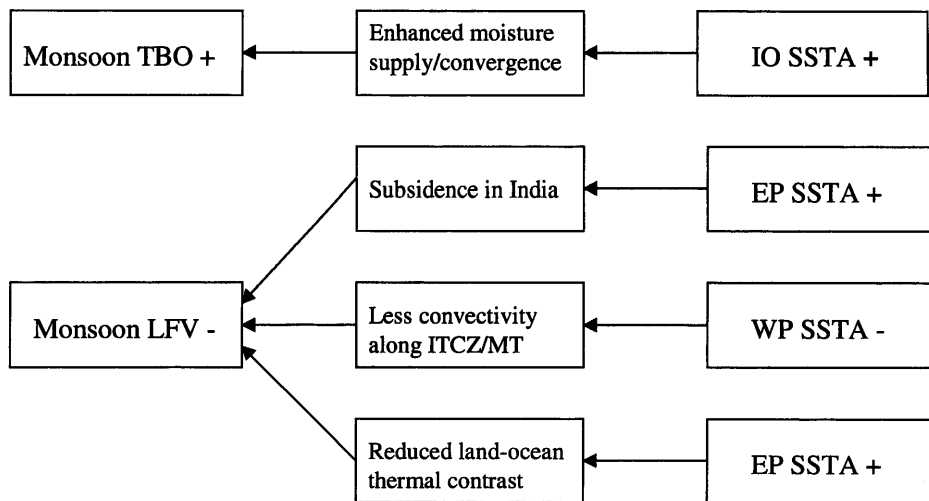 Monsoon TBO +
Enhanced moisture
supply/convergence
IO SSTA +
Subsidence in India
EP SSTA +
Monsoon LFV -
Less convectivity
along ITCZ/MT
WP SSTA -
Reduced land-ocean
thermal contrast
EP SSTA +